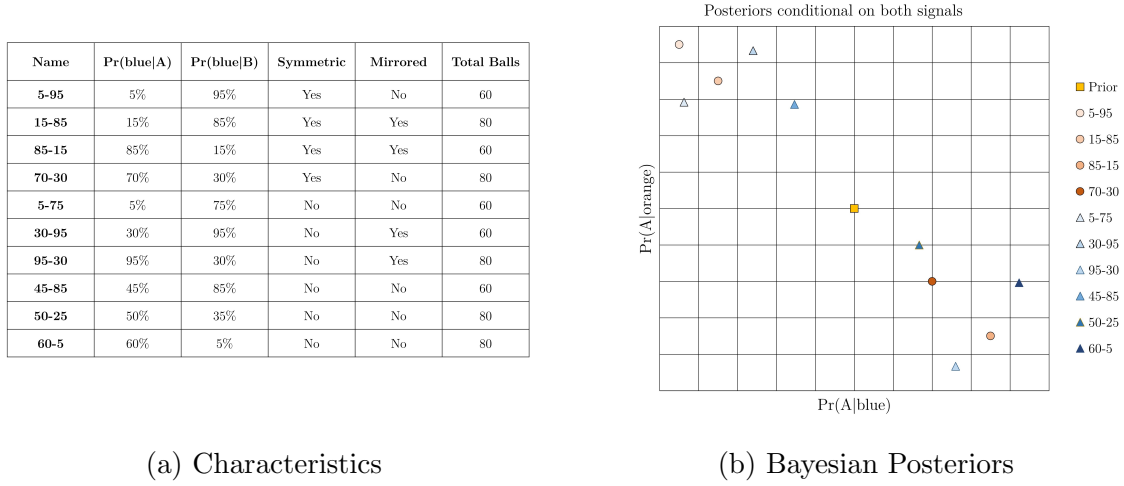 Name Pr(blue|A) Pr(blue|B) Symmetric Mirrored Total Balls
5-95 5% 95% Yes No 60
15-85 15% 85% Yes Yes 80
85-15 85% 15% Yes Yes 60
70-30 70% 30% Yes No 80
5-75 5% 75% No No 60
30-95 30% 95% No Yes 60
95-30 95% 30% No Yes 80
45-85 45% 85% No No 60
50-25 50% 35% No No 80
60-5 60% 5% No No 80
(a) Characteristics
Posteriors conditional on both signals
Pr(A|orange)
Pr(A|blue)
Prior
5-95
15-85
85-15
70-30
5-75
30-95
95-30
45-85
50-25
60-5
(b) Bayesian Posteriors